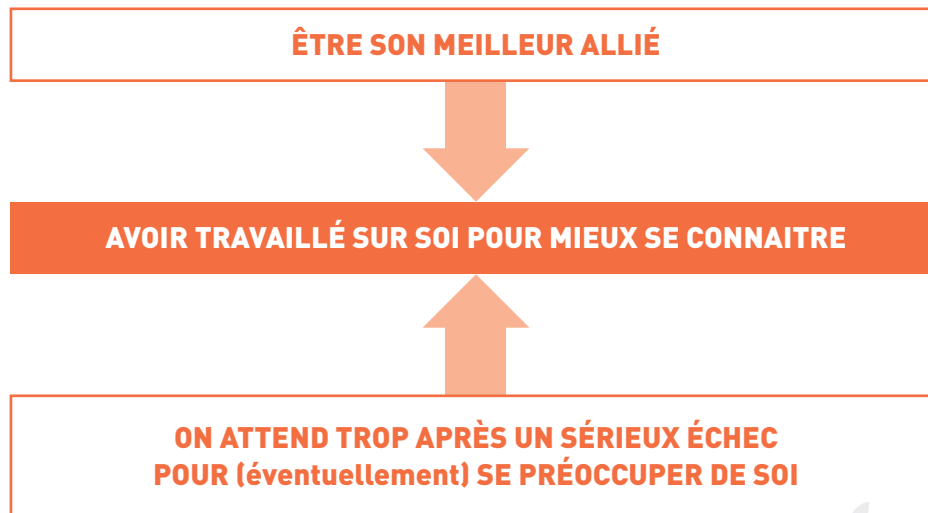 ÊTRE SON MEILLEUR ALLIÉ
AVOIR TRAVAILLÉ SUR SOI POUR MIEUX SE CONNAITRE
ON ATTEND TROP APRÈS UN SÉRIEUX ÉCHEC
POUR (éventuellement) SE PRÉOCCUPER DE SOI